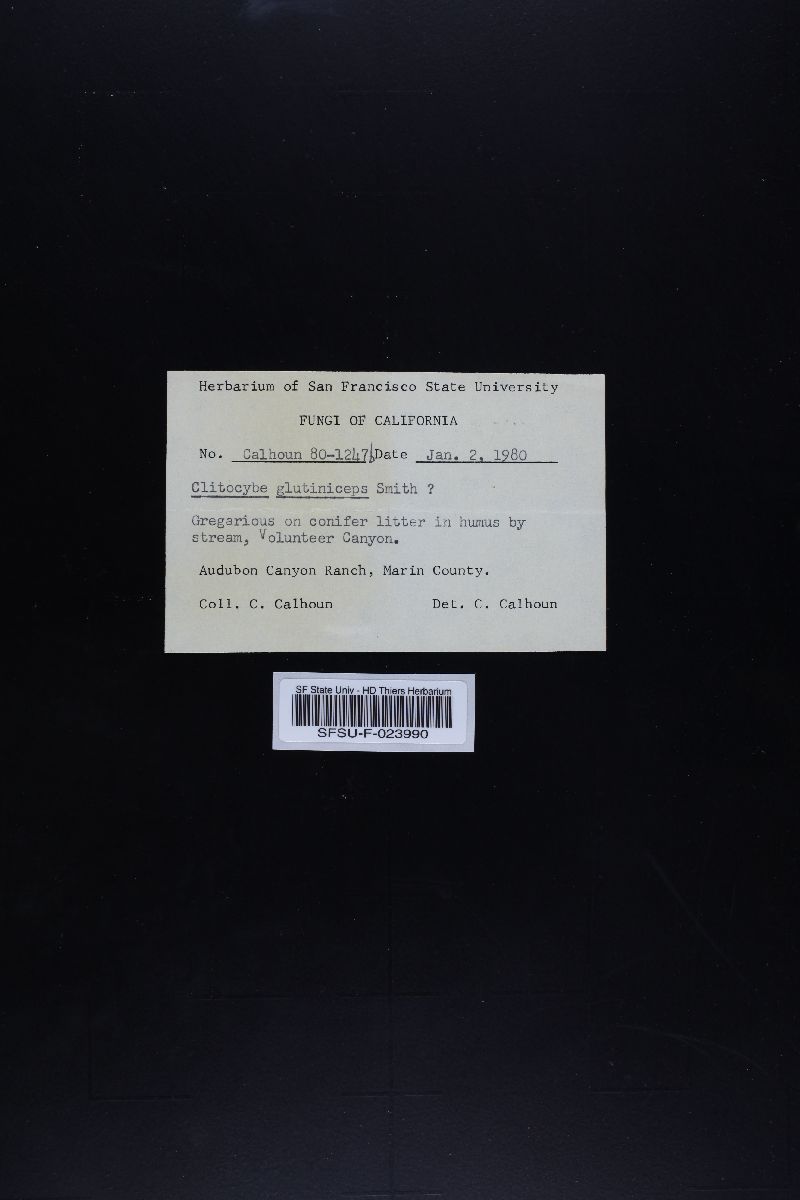 Herbarium of San Francisco State University
FUNGI OF CALIFORNIA
No. Calhoun 80-1247b Date Jan. 2, 1980
Clitocybe glutiniceps Smith ?
Gregarious on conifer litter in humus by
stream, Volunteer Canyon.
Audubon Canyon Ranch, Marin County.
Coll. C. Calhoun Det. C. Calhoun
SF State Univ - HD Thiers Herbarium
SFSU-F-023990